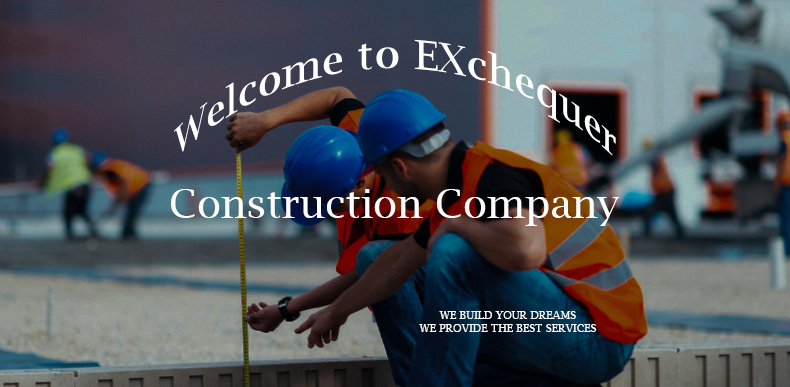 Welcome to EXchequer
Construction Company
WE BUILD YOUR DREAMS
WE PROVIDE THE BEST SERVICES